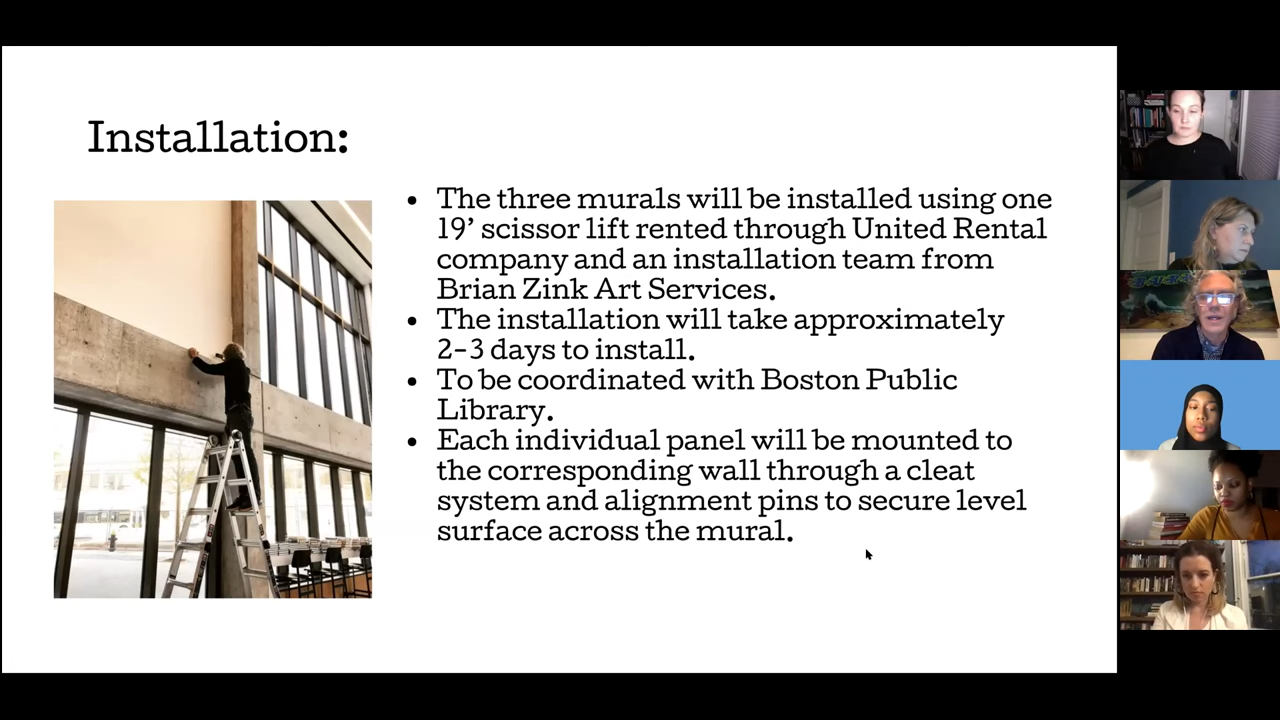 Installation:
• The three murals will be installed using one
19’ scissor lift rented through United Rental
company and an installation team from
Brian Zink Art Services.
• The installation will take approximately
2-3 days to install.
• To be coordinated with Boston Public
Library.
• Each individual panel will be mounted to
the corresponding wall through a cleat
system and alignment pins to secure level
surface across the mural.